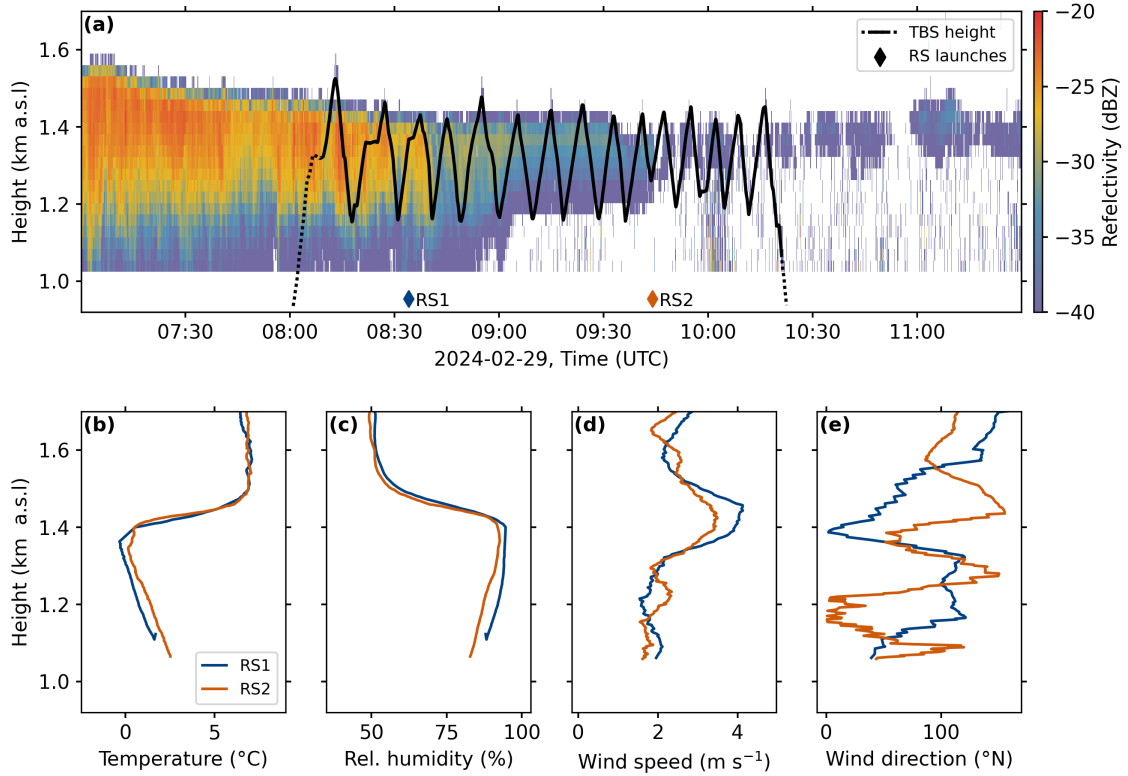 (a)
TBS height
RS launches
1.6
1.4
1.2
1.0
Height (km a.s.l)
RS1
RS2
07:30 08:00 08:30 09:00 09:30 10:00 10:30 11:00
2024-02-29, Time (UTC)
−20
−25
−30
−35
−40
Refelctivity (dBZ)
(b) (c) (d) (e)
1.6
1.4
1.2
1.0
Height (km  a.s.l)
RS1
RS2
0 5 50 75 100 0 2 4 0 100
Temperature (°C) Rel. humidity (%) Wind speed (m s⁻¹) Wind direction (°N)